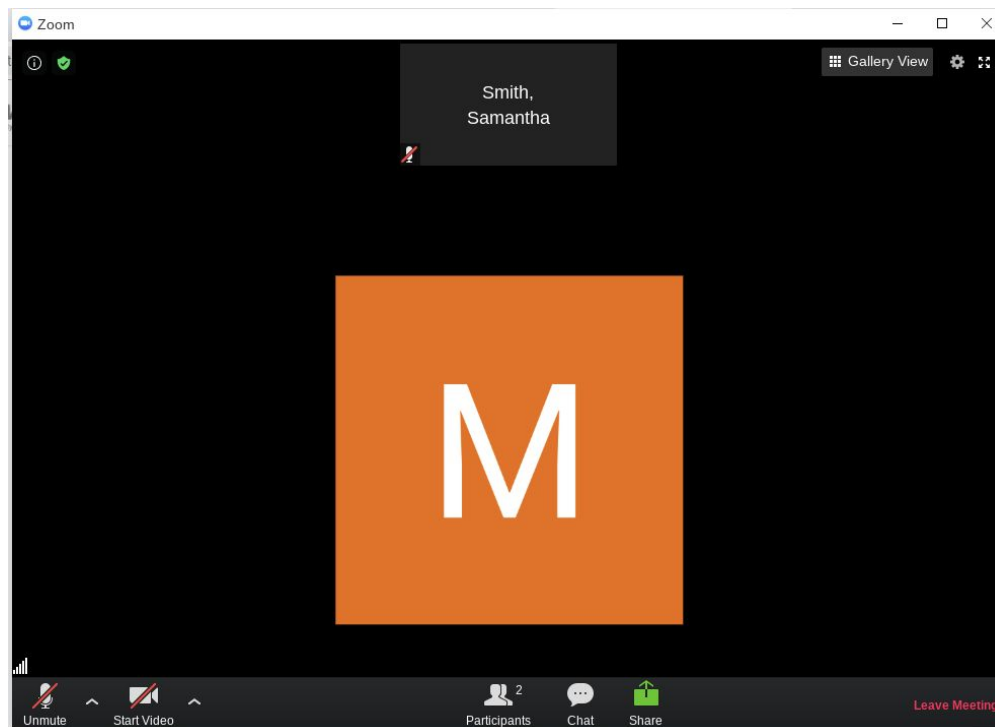 Zoom
Gallery View
Smith,
Samantha
M
2
Unmute
Start Video
Participants
Chat
Share
Leave Meeting